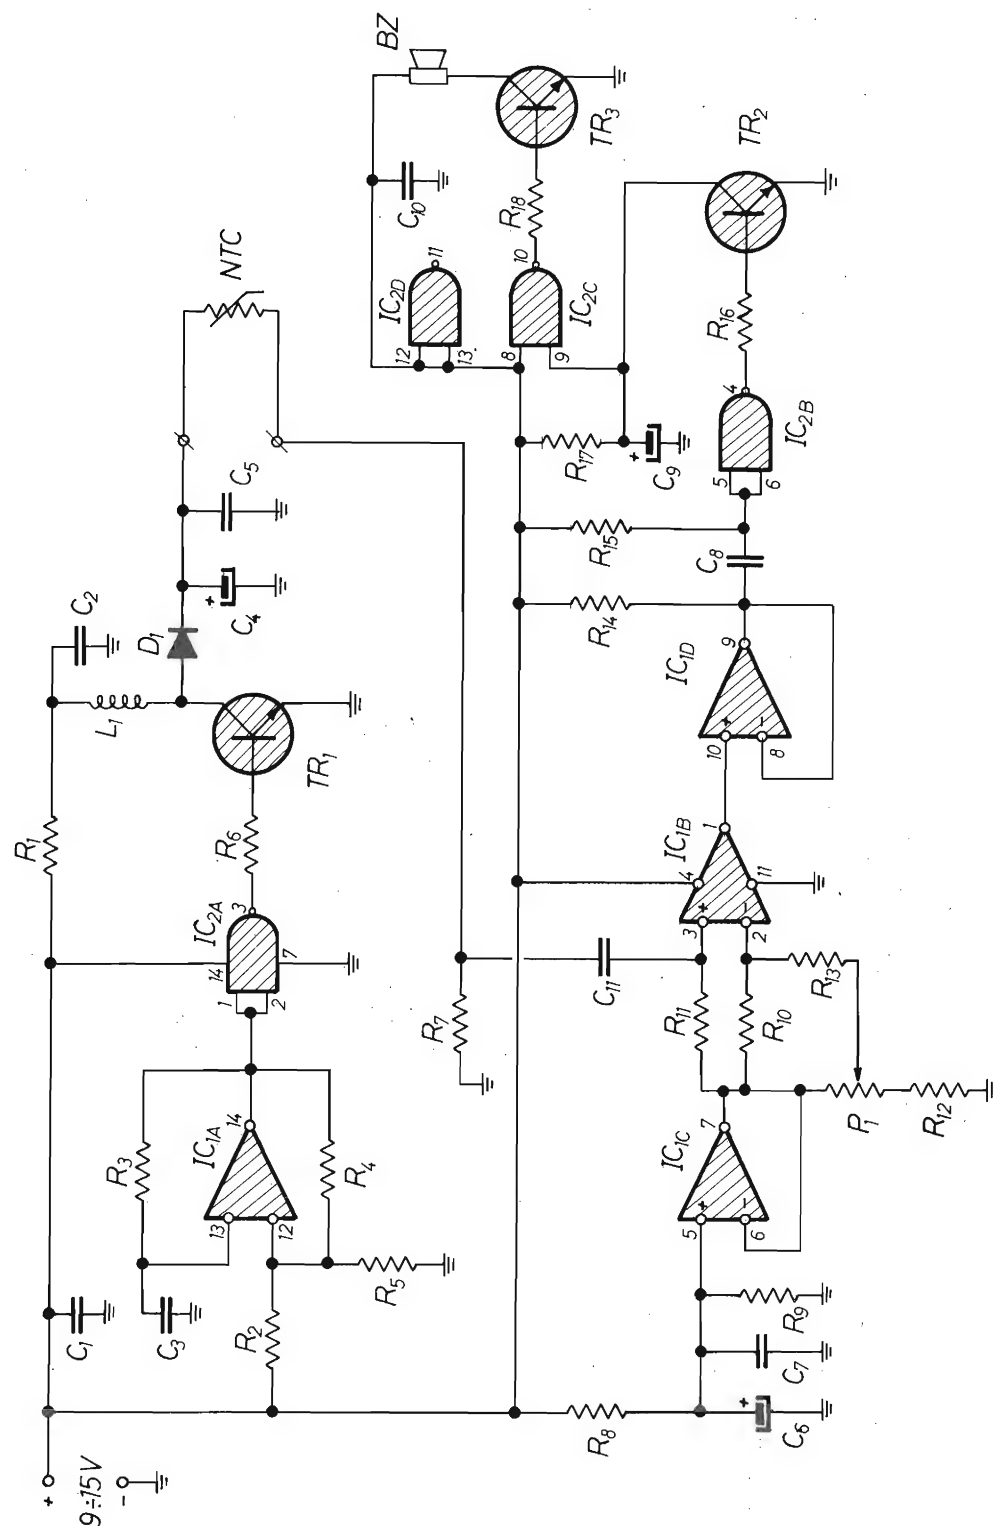 9÷15V
+
−
C1
R1
C2
L1
D1
C4
+
C5
NTC
R3
C3
R2
IC1A
13
12
14
R4
R5
IC2A
1
2
14
3
7
R6
TR1
R7
C10
BZ
IC2D
12
13
11
IC2C
8
9
10
R18
TR3
R17
C9
+
R8
C6
+
C7
R9
IC1C
5
6
7
+
−
R11
R10
C11
R13
P1
R12
IC1B
3
2
4
1
11
+
−
IC1D
10
8
9
+
−
R14
R15
C8
IC2B
5
6
4
R16
TR2